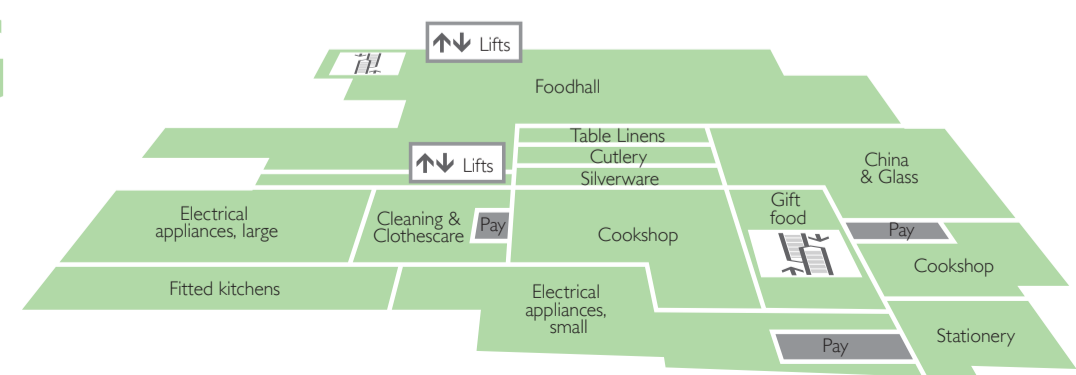 Lifts
Foodhall
Table Linens
Cutlery
Silverware
Lifts
China
& Glass
Electrical
appliances, large
Cleaning &
Clothescare
Pay
Cookshop
Gift
food
Pay
Cookshop
Fitted kitchens
Electrical
appliances,
small
Stationery
Pay